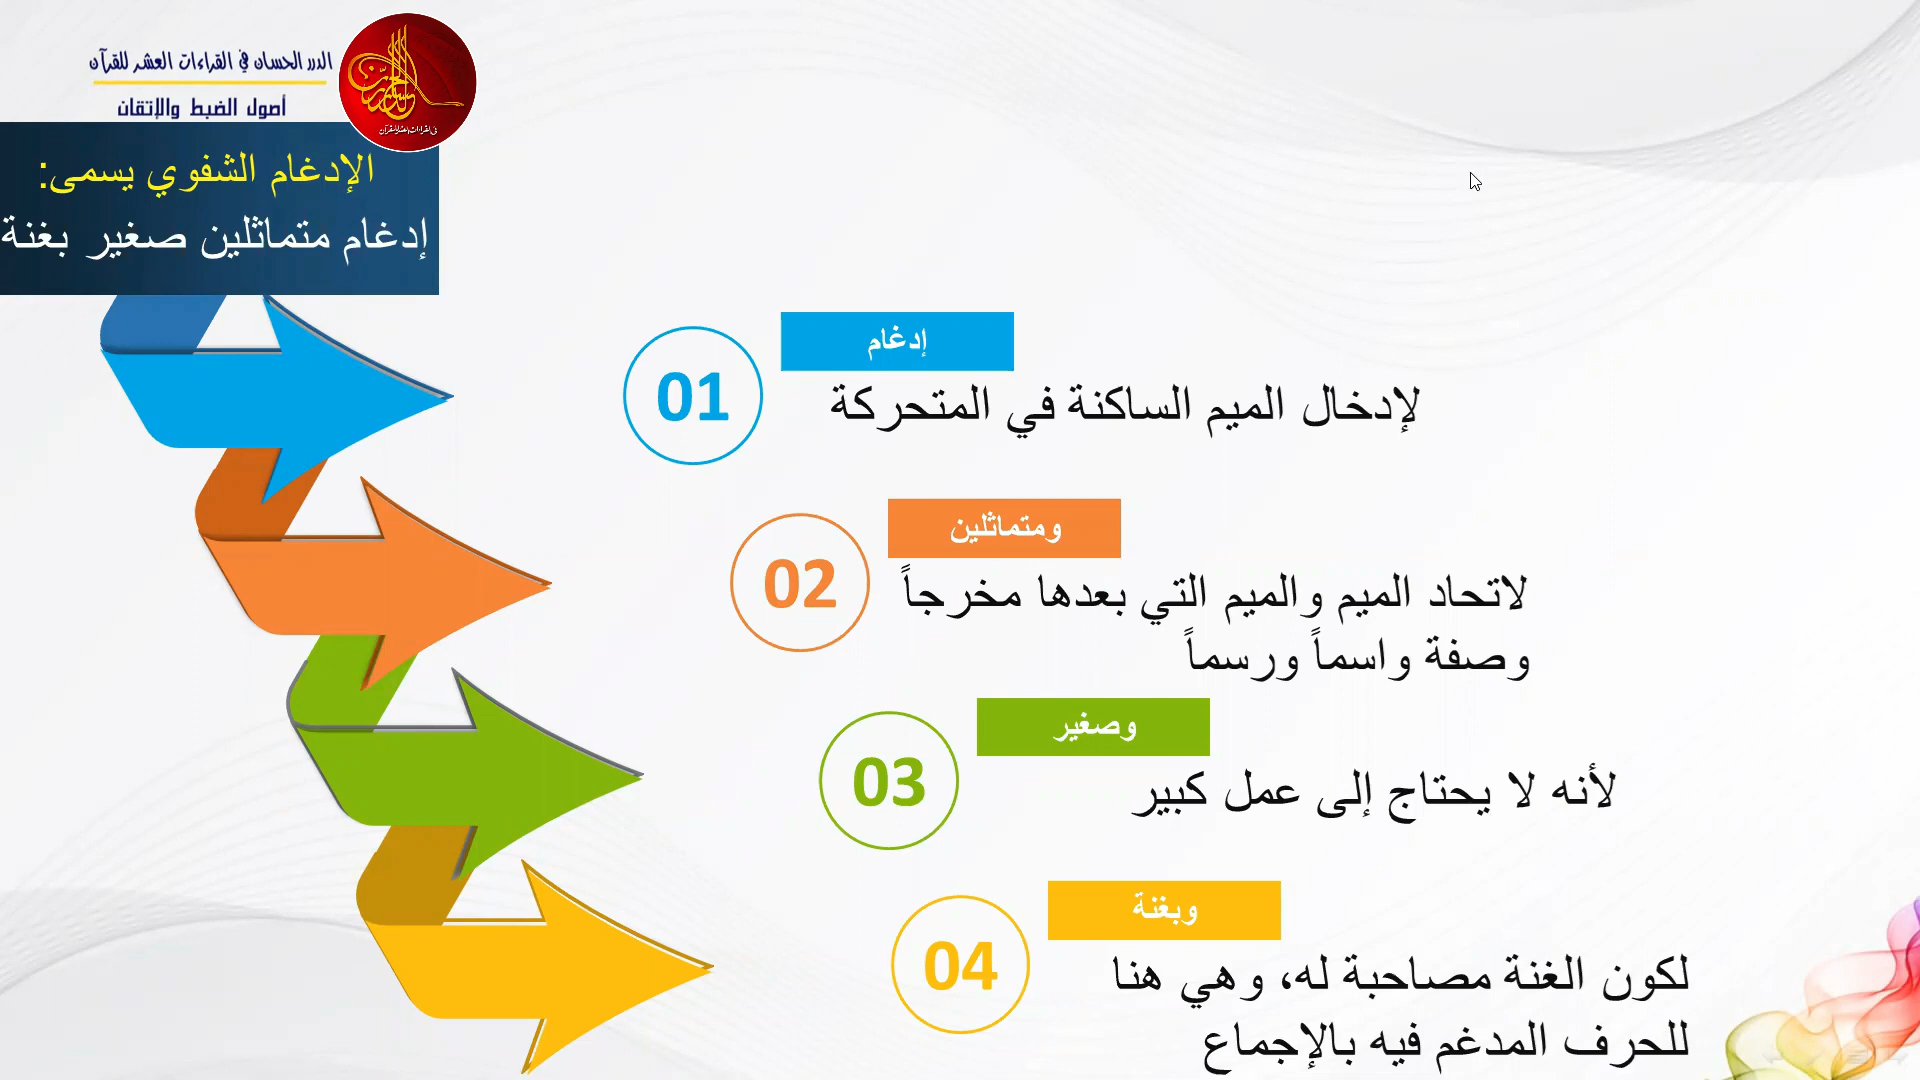 الدرر الحسان في القراءات العشر للقرآن
أصول الضبط والإتقان
الإدغام الشفوي يسمى:
إدغام متماثلين صغير بغنة
01
إدغام
لإدخال الميم الساكنة في المتحركة
02
ومتماثلين
لاتحاد الميم والميم التي بعدها مخرجاً
وصفة واسماً ورسماً
03
وصغير
لأنه لا يحتاج إلى عمل كبير
04
وبغنة
لكون الغنة مصاحبة له، وهي هنا
للحرف المدغم فيه بالإجماع